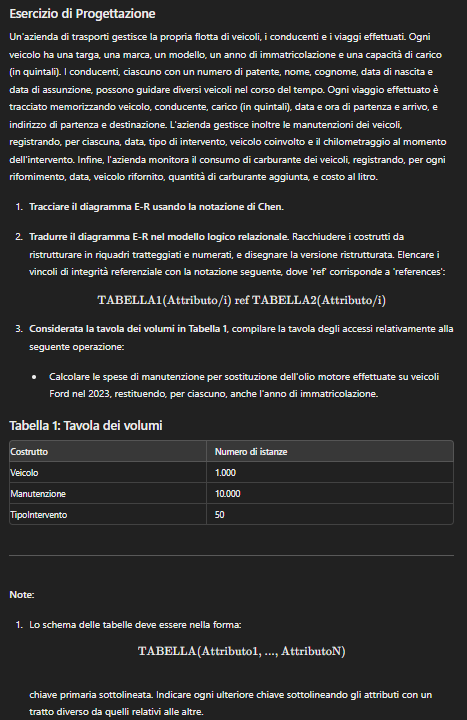 Esercizio di Progettazione
Un'azienda di trasporti gestisce la propria flotta di veicoli, i conducenti e i viaggi effettuati. Ogni
veicolo ha una targa, una marca, un modello, un anno di immatricolazione e una capacità di carico
(in quintali). I conducenti, ciascuno con un numero di patente, nome, cognome, data di nascita e
data di assunzione, possono guidare diversi veicoli nel corso del tempo. Ogni viaggio effettuato è
tracciato memorizzando veicolo, conducente, carico (in quintali), data e ora di partenza e arrivo, e
indirizzo di partenza e destinazione. L'azienda gestisce inoltre le manutenzioni dei veicoli,
registrando, per ciascuna, data, tipo di intervento, veicolo coinvolto e il chilometraggio al momento
dell'intervento. Infine, l'azienda monitora il consumo di carburante dei veicoli, registrando, per ogni
rifornimento, data, veicolo rifornito, quantità di carburante aggiunta, e costo al litro.
1. Tracciare il diagramma E-R usando la notazione di Chen.
2. Tradurre il diagramma E-R nel modello logico relazionale. Racchiudere i costrutti da
ristrutturare in riquadri tratteggiati e numerati, e disegnare la versione ristrutturata. Elencare i
vincoli di integrità referenziale con la notazione seguente, dove 'ref' corrisponde a 'references':
TABELLA1(Attributo/i) ref TABELLA2(Attributo/i)
3. Considerata la tavola dei volumi in Tabella 1, compilare la tavola degli accessi relativamente alla
seguente operazione:
• Calcolare le spese di manutenzione per sostituzione dell'olio motore effettuate su veicoli
Ford nel 2023, restituendo, per ciascuno, anche l'anno di immatricolazione.
Tabella 1: Tavola dei volumi
Costrutto Numero di istanze
Veicolo 1.000
Manutenzione 10.000
TipoIntervento 50
Note:
1. Lo schema delle tabelle deve essere nella forma:
TABELLA(Attributo1, ..., AttributoN)
chiave primaria sottolineata. Indicare ogni ulteriore chiave sottolineando gli attributi con un
tratto diverso da quelli relativi alle altre.